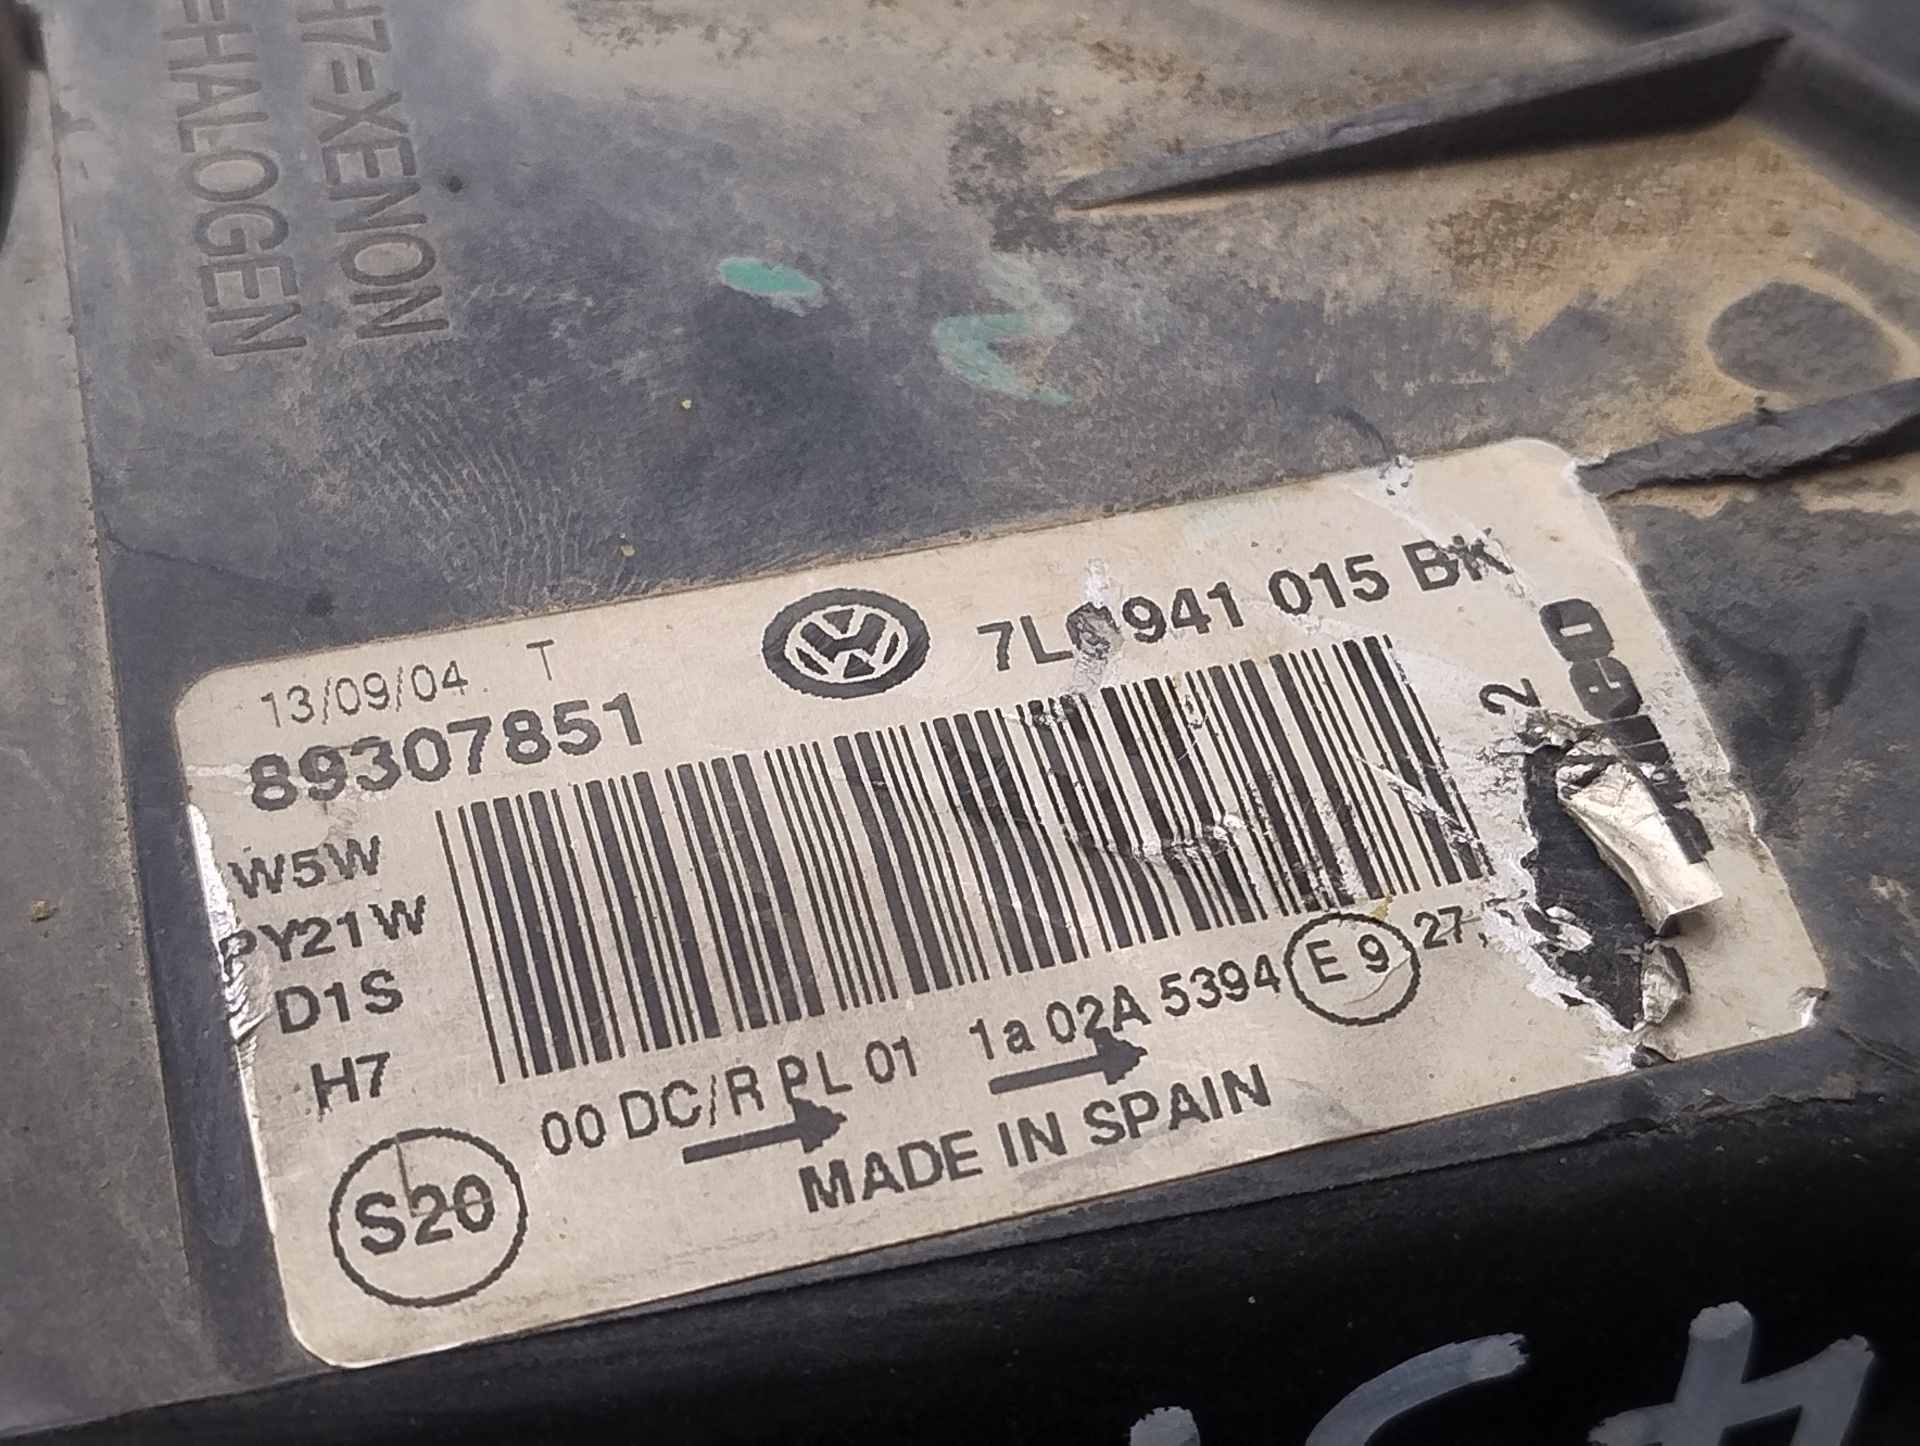 H7=XENON
=HALOGEN
13/09/04 T
7L 941 015 BK
89307851
W5W
PY21W
D1S
H7
2
00 DC/R PL 01 1a 02A 5394 E 9 27,
MADE IN SPAIN
S20